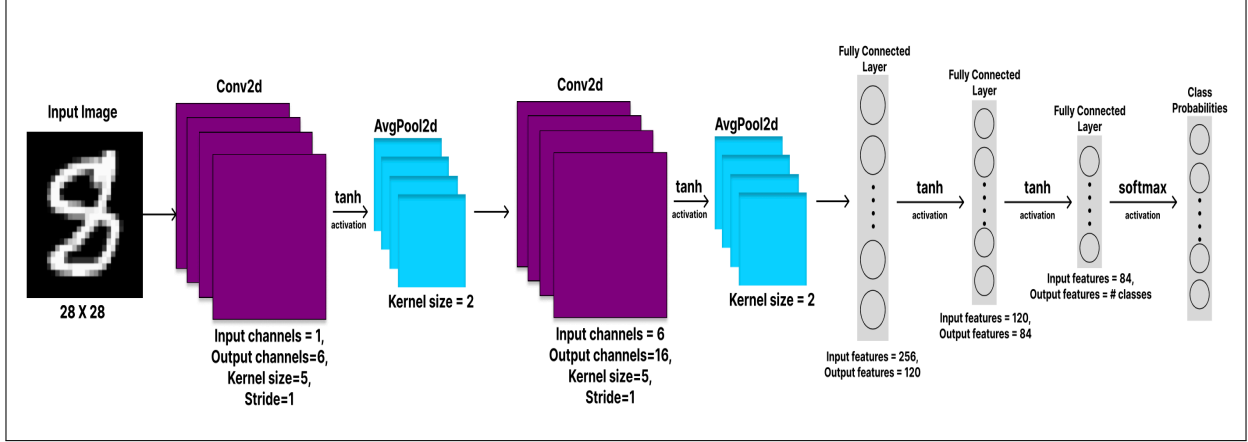 Input Image
28 X 28
Conv2d
Input channels = 1,
Output channels=6,
Kernel size=5,
Stride=1
tanh
activation
AvgPool2d
Kernel size = 2
Conv2d
Input channels = 6
Output channels=16,
Kernel size=5,
Stride=1
tanh
activation
AvgPool2d
Kernel size = 2
Fully Connected
Layer
Input features = 256,
Output features = 120
tanh
activation
Fully Connected
Layer
Input features = 120,
Output features = 84
tanh
activation
Fully Connected
Layer
Input features = 84,
Output features = # classes
softmax
activation
Class
Probabilities